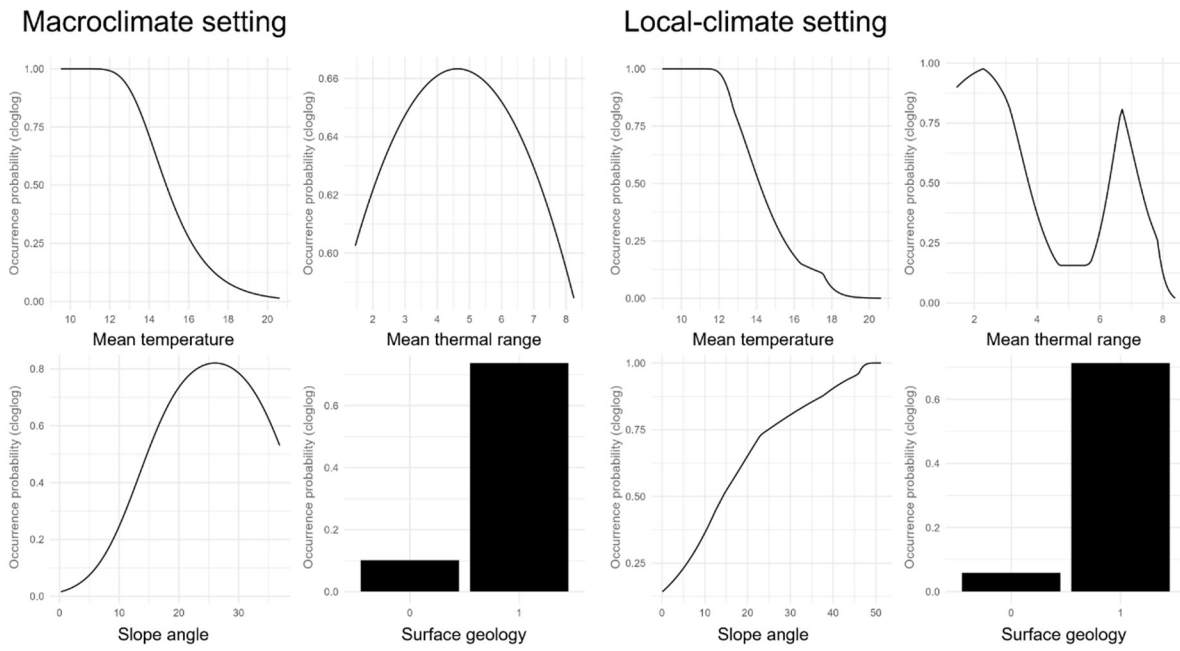 Macroclimate setting
Local-climate setting
Occurrence probability (cloglog)
1.00
0.75
0.50
0.25
0.00
10 12 14 16 18 20
Mean temperature
Occurrence probability (cloglog)
0.66
0.64
0.62
0.60
2 3 4 5 6 7 8
Mean thermal range
Occurrence probability (cloglog)
1.00
0.75
0.50
0.25
0.00
10 12 14 16 18 20
Mean temperature
Occurrence probability (cloglog)
1.00
0.75
0.50
0.25
0.00
2 4 6 8
Mean thermal range
Occurrence probability (cloglog)
0.8
0.6
0.4
0.2
0.0
0 10 20 30
Slope angle
Occurrence probability (cloglog)
0.6
0.4
0.2
0.0
0 1
Surface geology
Occurrence probability (cloglog)
1.00
0.75
0.50
0.25
0 10 20 30 40 50
Slope angle
Occurrence probability (cloglog)
0.6
0.4
0.2
0.0
0 1
Surface geology